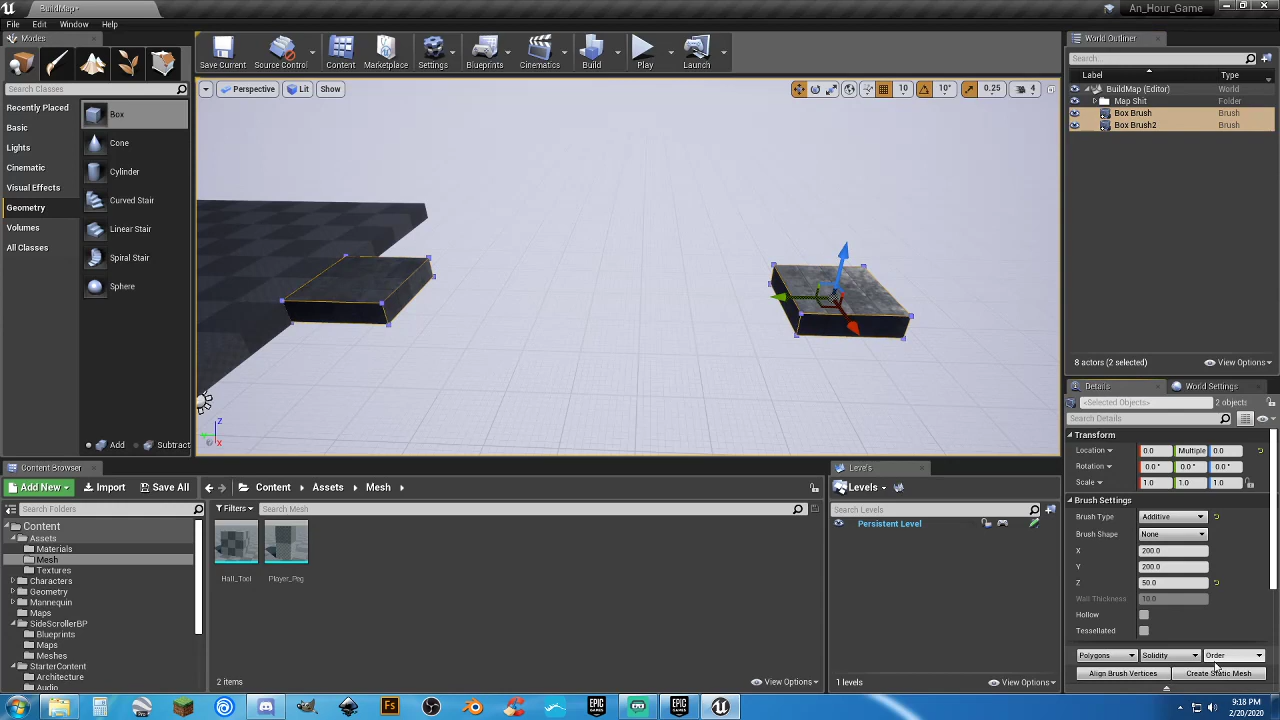 BuildMap*
An_Hour_Game
File Edit Window Help
Modes
Search Classes
Recently Placed
Basic
Lights
Cinematic
Visual Effects
Geometry
Volumes
All Classes
Box
Cone
Cylinder
Curved Stair
Linear Stair
Spiral Stair
Sphere
Add Subtract
Save Current Source Control Content Marketplace Settings Blueprints Cinematics Build Play Launch
Perspective Lit Show 10 10° 0.25 4
Z
X
World Outliner
Search...
Label Type
BuildMap (Editor) World
Map Shit Folder
Box Brush Brush
Box Brush2 Brush
8 actors (2 selected) View Options
Details World Settings
<Selected Objects> 2 objects
Search Details
Transform
Location 0.0 Multiple 0.0
Rotation 0.0° 0.0° 0.0°
Scale 1.0 1.0 1.0
Brush Settings
Brush Type Additive
Brush Shape None
X 200.0
Y 200.0
Z 50.0
Wall Thickness 10.0
Hollow
Tessellated
Polygons Solidity Order
Align Brush Vertices Create Static Mesh
Content Browser
Add New Import Save All Content Assets Mesh
Search Folders
Filters Search Mesh
Content
Assets
Materials
Mesh
Textures
Characters
Geometry
Mannequin
Maps
SideScrollerBP
Blueprints
Maps
Meshes
StarterContent
Architecture
Audio
Hall_Tool Player_Peg
2 items View Options
Levels
Levels
Search Levels
Persistent Level
1 levels View Options
Pro
Fs
EPIC GAMES
EPIC GAMES
9:18 PM
2/20/2020